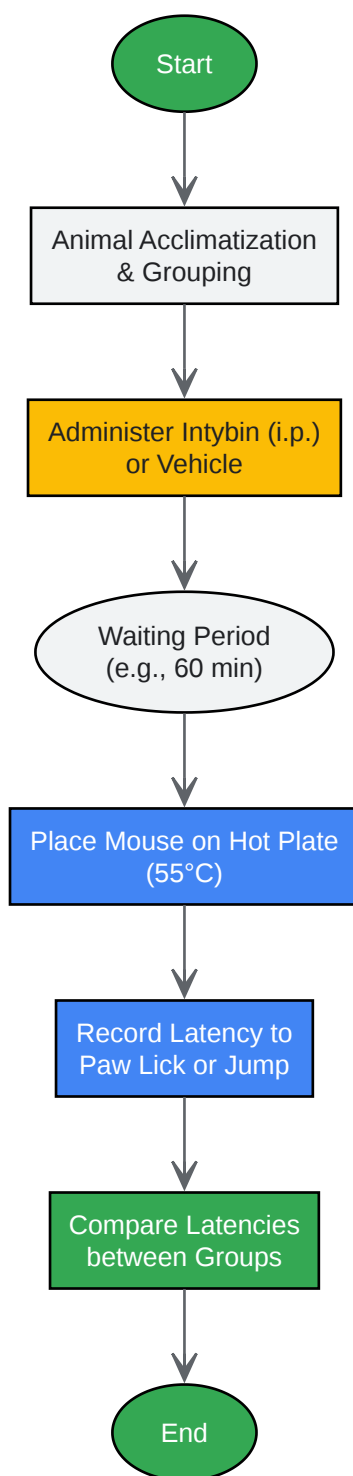 Start
Animal Acclimatization
& Grouping
Administer Intybin (i.p.)
or Vehicle
Waiting Period
(e.g., 60 min)
Place Mouse on Hot Plate
(55°C)
Record Latency to
Paw Lick or Jump
Compare Latencies
between Groups
End